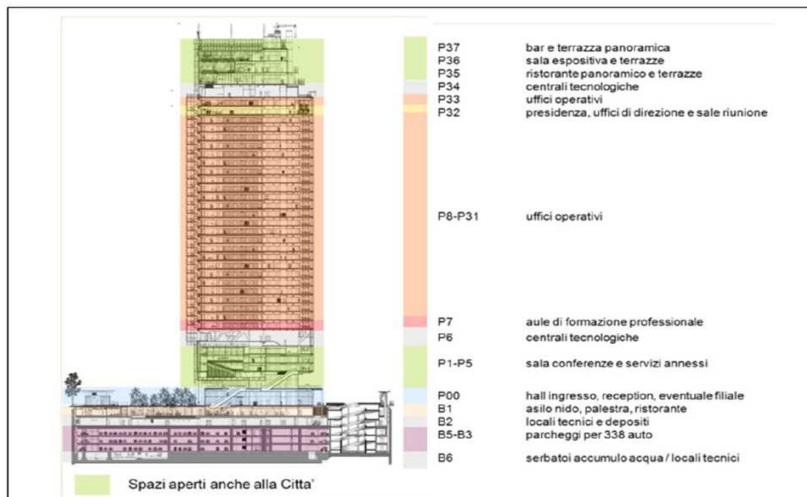 P37 bar e terrazza panoramica
P36 sala espositiva e terrazze
P35 ristorante panoramico e terrazze
P34 centrali tecnologiche
P33 uffici operativi
P32 presidenza, uffici di direzione e sale riunione
P8-P31 uffici operativi
P7 aule di formazione professionale
P6 centrali tecnologiche
P1-P5 sala conferenze e servizi annessi
P00 hall ingresso, reception, eventuale filiale
B1 asilo nido, palestra, ristorante
B2 locali tecnici e depositi
B5-B3 parcheggi per 338 auto
B6 serbatoi accumulo acqua / locali tecnici
Spazi aperti anche alla Citta'